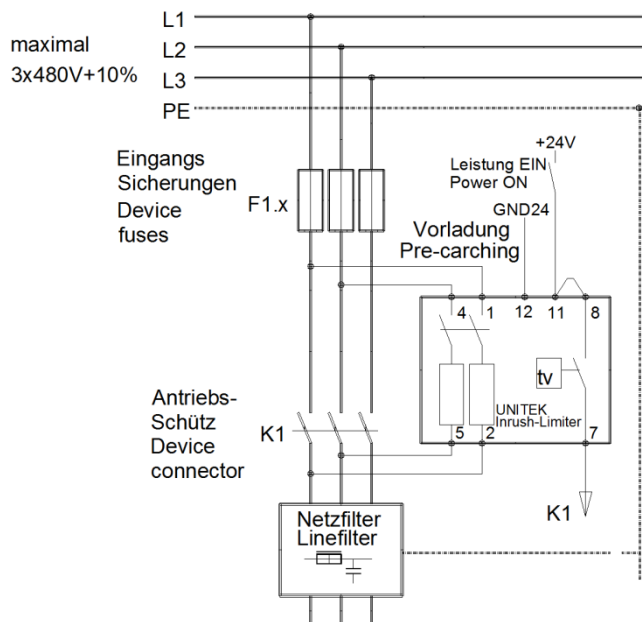 L1
maximal
L2
3x480V+10%
L3
PE
+24V
Eingangs
Sicherungen
Device
fuses
F1.x
Leistung EIN
Power ON
GND24
Vorladung
Pre-carching
4
1
12
11
8
tv
UNITEK
Inrush-Limiter
5
2
7
Antriebs-
Schütz
Device
connector
K1
K1
Netzfilter
Linefilter